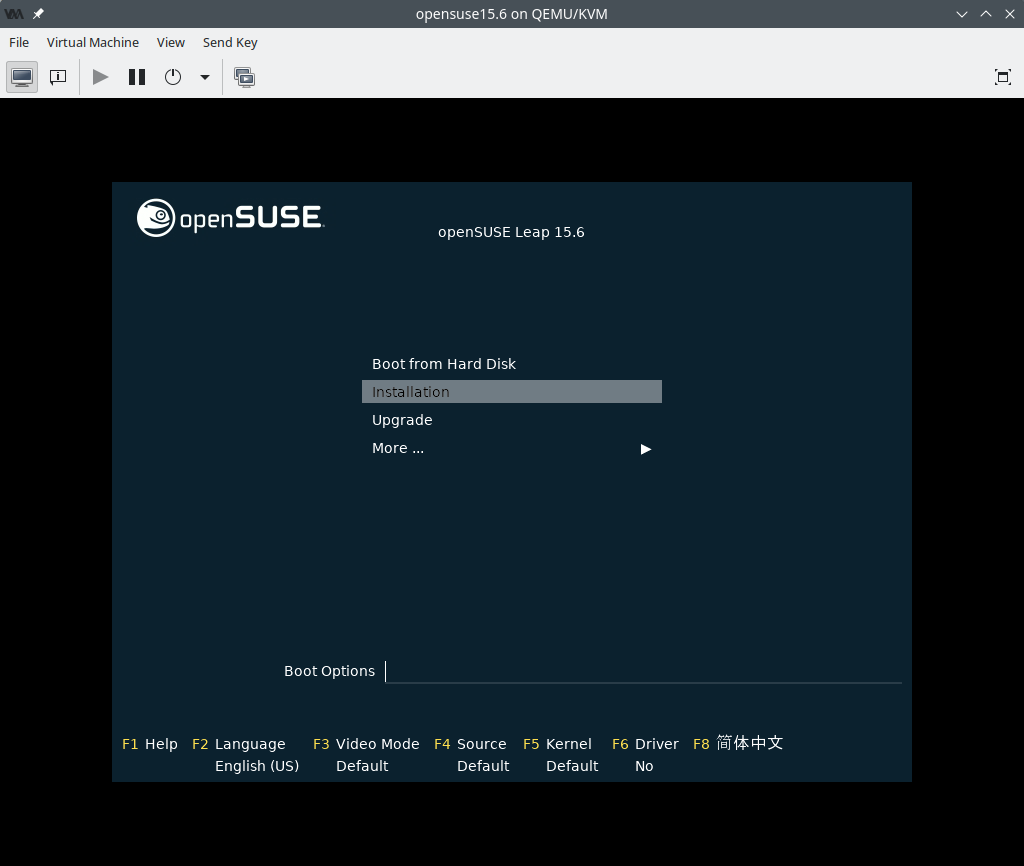 opensuse15.6 on QEMU/KVM
File Virtual Machine View Send Key
openSUSE
openSUSE Leap 15.6
Boot from Hard Disk
Installation
Upgrade
More ...
Boot Options
F1 Help F2 Language F3 Video Mode F4 Source F5 Kernel F6 Driver F8 简体中文
English (US) Default Default Default No